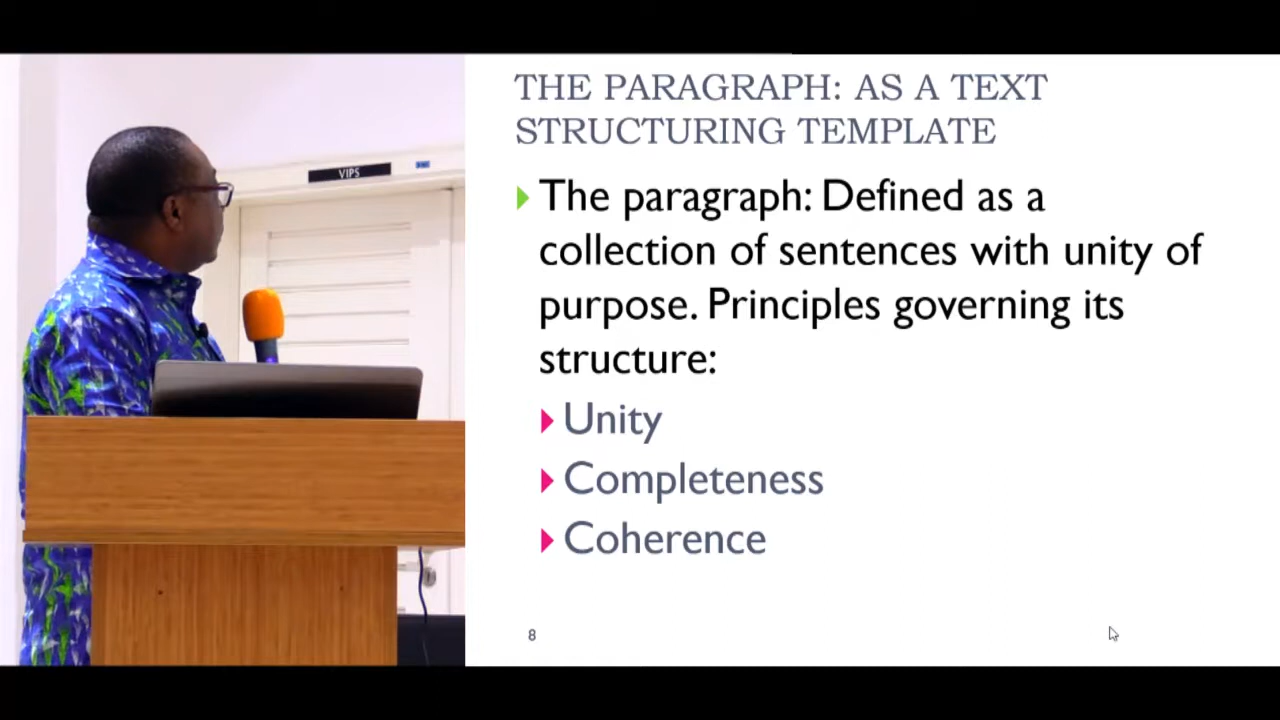 VIPS
THE PARAGRAPH: AS A TEXT
STRUCTURING TEMPLATE
The paragraph: Defined as a
collection of sentences with unity of
purpose. Principles governing its
structure:
Unity
Completeness
Coherence
8